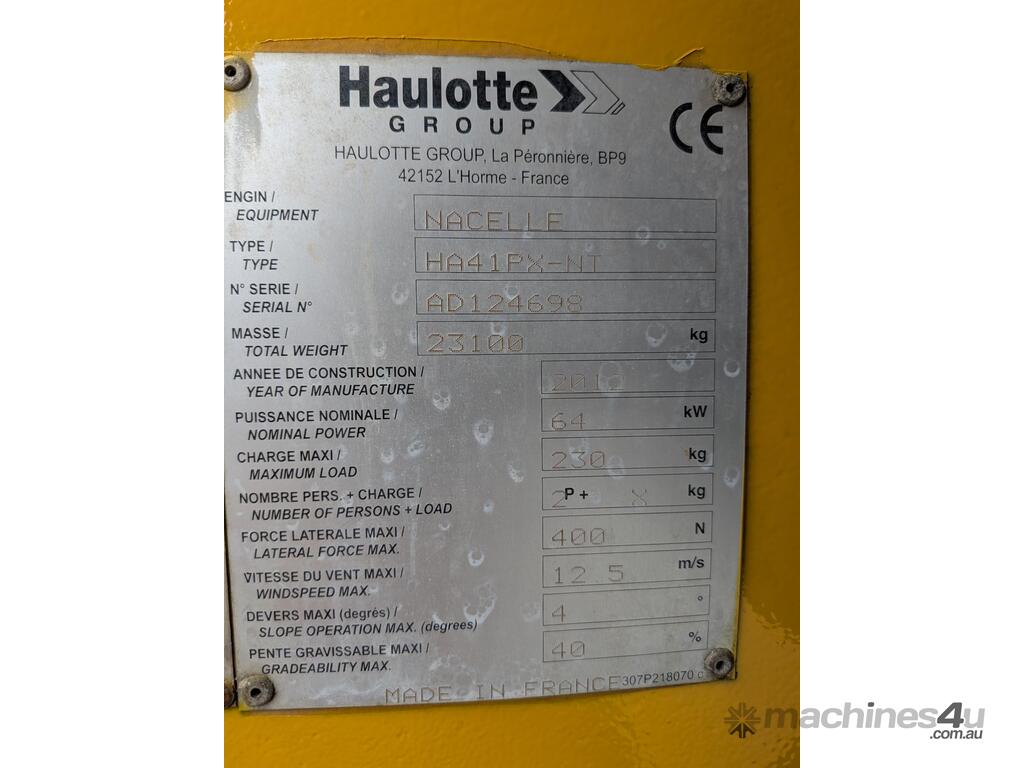 Haulotte
GROUP
CE
HAULOTTE GROUP, La Péronnière, BP9
42152 L'Horme - France
ENGIN /
EQUIPMENT NACELLE
TYPE /
TYPE HA41PX-NT
N° SERIE /
SERIAL N° AD124698
MASSE /
TOTAL WEIGHT 23100 kg
ANNEE DE CONSTRUCTION /
YEAR OF MANUFACTURE
PUISSANCE NOMINALE /
NOMINAL POWER 64 kW
CHARGE MAXI /
MAXIMUM LOAD 230 kg
NOMBRE PERS. + CHARGE /
NUMBER OF PERSONS + LOAD 2 P + X kg
FORCE LATERALE MAXI /
LATERAL FORCE MAX. 400 N
VITESSE DU VENT MAXI /
WINDSPEED MAX. 12 5 m/s
DEVERS MAXI (degrés) /
SLOPE OPERATION MAX. (degrees) 4 °
PENTE GRAVISSABLE MAXI /
GRADEABILITY MAX. 40 %
MADE IN FRANCE 307P218070 c
machines4u
.com.au